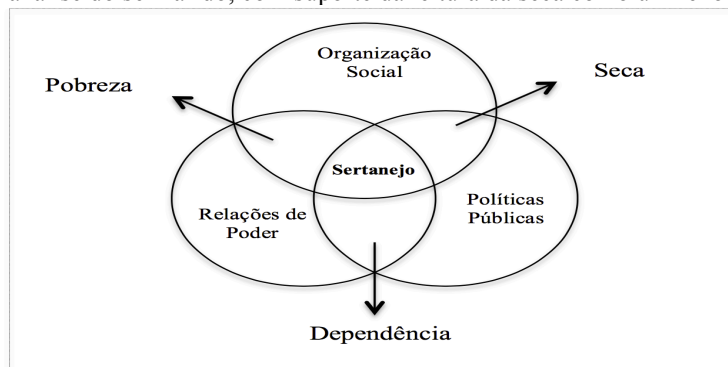 Organização
Social
Pobreza
Seca
Sertanejo
Relações de
Poder
Políticas
Públicas
Dependência